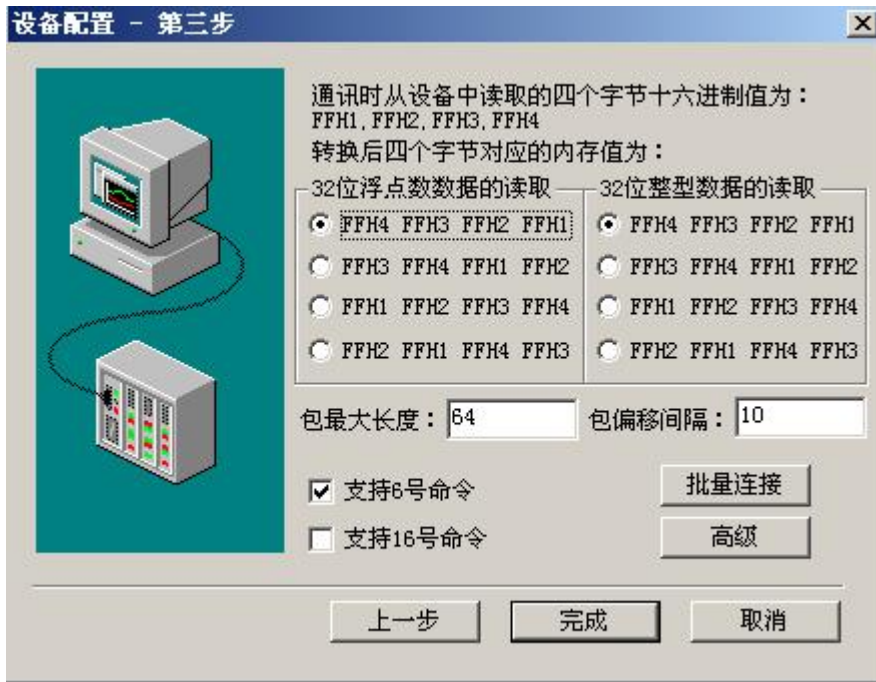 设备配置 - 第三步
通讯时从设备中读取的四个字节十六进制值为：
FFH1,FFH2,FFH3,FFH4
转换后四个字节对应的内存值为：
32位浮点数数据的读取
FFH4 FFH3 FFH2 FFH1
FFH3 FFH4 FFH1 FFH2
FFH1 FFH2 FFH3 FFH4
FFH2 FFH1 FFH4 FFH3
32位整型数据的读取
FFH4 FFH3 FFH2 FFH1
FFH3 FFH4 FFH1 FFH2
FFH1 FFH2 FFH3 FFH4
FFH2 FFH1 FFH4 FFH3
包最大长度：64
包偏移间隔：10
支持6号命令
批量连接
支持16号命令
高级
上一步
完成
取消